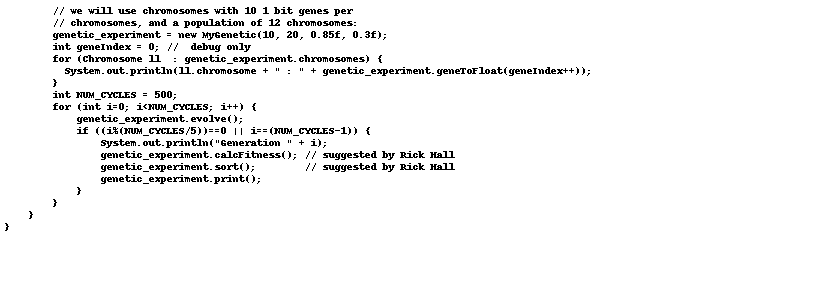 // we will use chromosomes with 10 1 bit genes per
// chromosomes, and a population of 12 chromosomes:
genetic_experiment = new MyGenetic(10, 20, 0.85f, 0.3f);
int geneIndex = 0; //  debug only
for (Chromosome ll  : genetic_experiment.chromosomes) {
System.out.println(ll.chromosome + " : " + genetic_experiment.geneToFloat(geneIndex++));
}
int NUM_CYCLES = 500;
for (int i=0; i<NUM_CYCLES; i++) {
genetic_experiment.evolve();
if ((i%(NUM_CYCLES/5))==0 || i==(NUM_CYCLES-1)) {
System.out.println("Generation " + i);
genetic_experiment.calcFitness(); // suggested by Rick Hall
genetic_experiment.sort();        // suggested by Rick Hall
genetic_experiment.print();
}
}
}
}